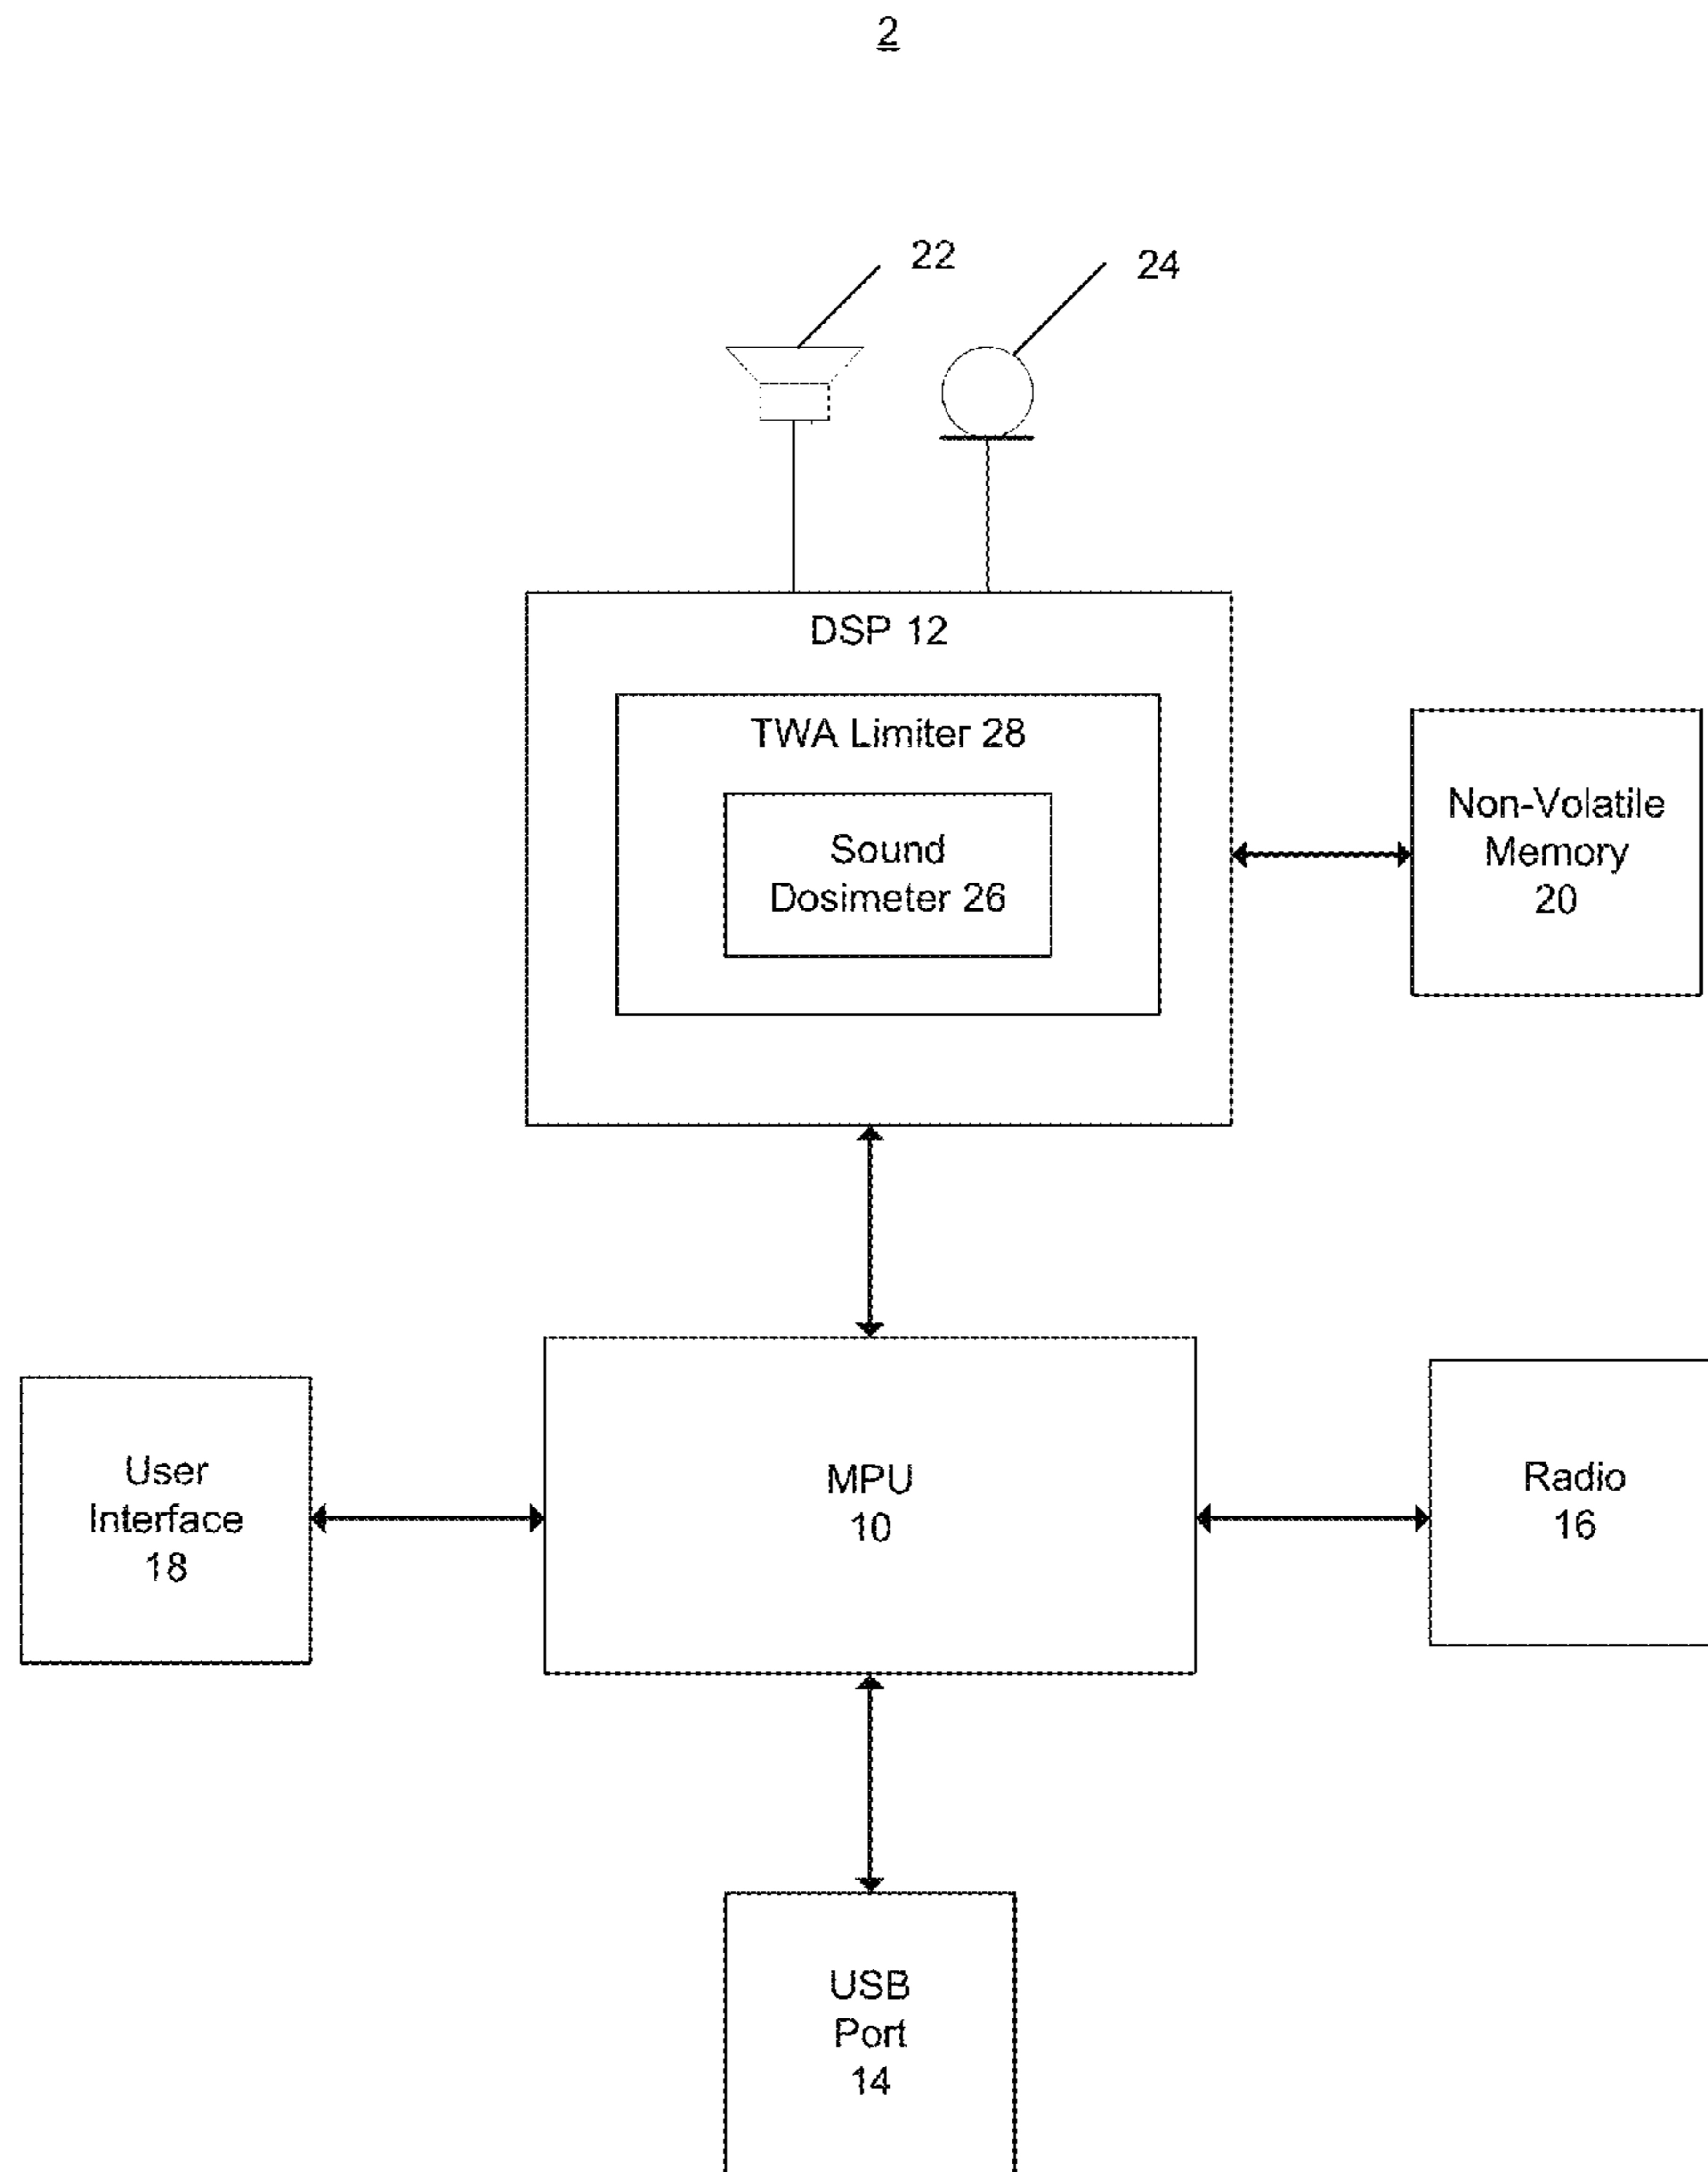 2
22
24
DSP 12
TWA Limiter 28
Sound
Dosimeter 26
Non-Volatile
Memory
20
User
Interface
18
MPU
10
Radio
16
USB
Port
14